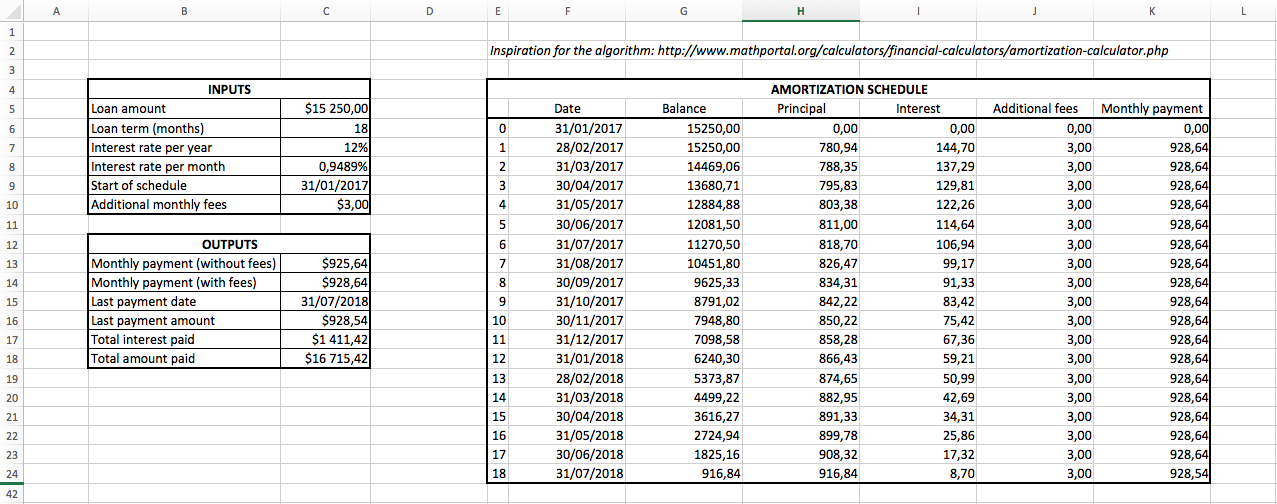 A B C D E F G H I J K L
1
2 Inspiration for the algorithm: http://www.mathportal.org/calculators/financial-calculators/amortization-calculator.php
3
4 INPUTS AMORTIZATION SCHEDULE
5 Loan amount $15 250,00 Date Balance Principal Interest Additional fees Monthly payment
6 Loan term (months) 18 0 31/01/2017 15250,00 0,00 0,00 0,00 0,00
7 Interest rate per year 12% 1 28/02/2017 15250,00 780,94 144,70 3,00 928,64
8 Interest rate per month 0,9489% 2 31/03/2017 14469,06 788,35 137,29 3,00 928,64
9 Start of schedule 31/01/2017 3 30/04/2017 13680,71 795,83 129,81 3,00 928,64
10 Additional monthly fees $3,00 4 31/05/2017 12884,88 803,38 122,26 3,00 928,64
11 5 30/06/2017 12081,50 811,00 114,64 3,00 928,64
12 OUTPUTS 6 31/07/2017 11270,50 818,70 106,94 3,00 928,64
13 Monthly payment (without fees) $925,64 7 31/08/2017 10451,80 826,47 99,17 3,00 928,64
14 Monthly payment (with fees) $928,64 8 30/09/2017 9625,33 834,31 91,33 3,00 928,64
15 Last payment date 31/07/2018 9 31/10/2017 8791,02 842,22 83,42 3,00 928,64
16 Last payment amount $928,54 10 30/11/2017 7948,80 850,22 75,42 3,00 928,64
17 Total interest paid $1 411,42 11 31/12/2017 7098,58 858,28 67,36 3,00 928,64
18 Total amount paid $16 715,42 12 31/01/2018 6240,30 866,43 59,21 3,00 928,64
19 13 28/02/2018 5373,87 874,65 50,99 3,00 928,64
20 14 31/03/2018 4499,22 882,95 42,69 3,00 928,64
21 15 30/04/2018 3616,27 891,33 34,31 3,00 928,64
22 16 31/05/2018 2724,94 899,78 25,86 3,00 928,64
23 17 30/06/2018 1825,16 908,32 17,32 3,00 928,64
24 18 31/07/2018 916,84 916,84 8,70 3,00 928,54
42